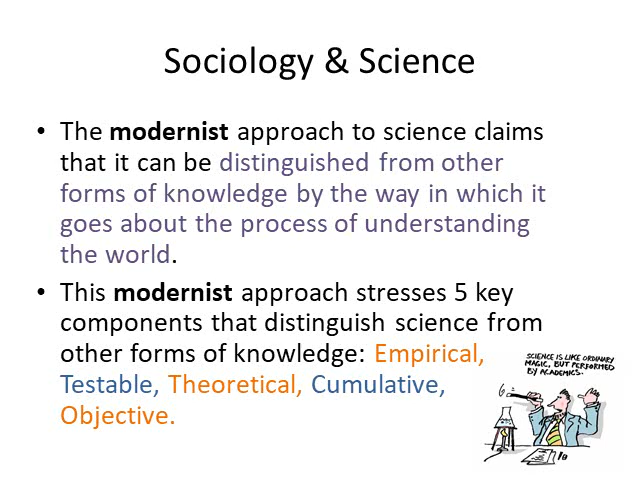 Sociology & Science
• The modernist approach to science claims
that it can be distinguished from other
forms of knowledge by the way in which it
goes about the process of understanding
the world.
• This modernist approach stresses 5 key
components that distinguish science from
other forms of knowledge: Empirical,
Testable, Theoretical, Cumulative,
Objective.
SCIENCE IS LIKE ORDINARY
MAGIC, BUT PERFORMED
BY ACADEMICS.